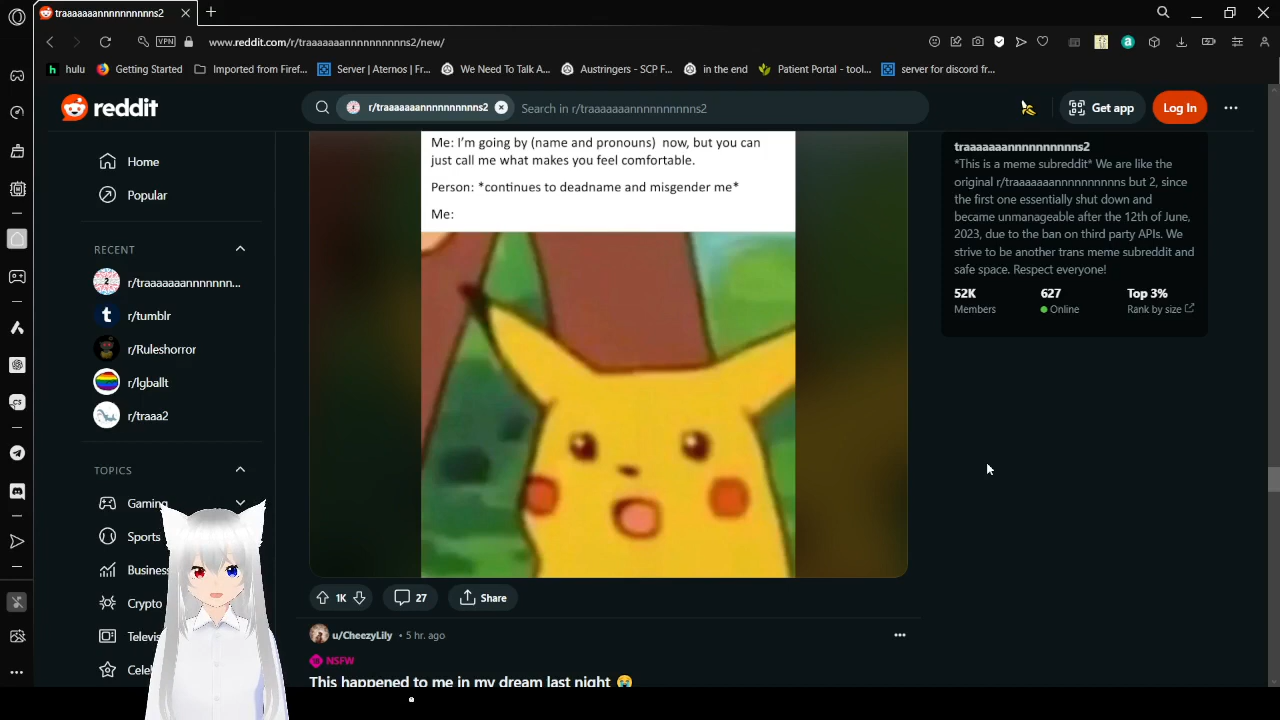 traaaaaaannnnnnnnnns2
VPN
www.reddit.com/r/traaaaaaannnnnnnnnns2/new/
hulu
Getting Started
Imported from Firef...
Server | Aternos | Fr...
We Need To Talk A...
Austringers - SCP F...
in the end
Patient Portal - tool...
server for discord fr...
reddit
r/traaaaaaannnnnnnnnns2
Search in r/traaaaaaannnnnnnnnns2
Get app
Log In
Home
Popular
RECENT
r/traaaaaaannnnnn...
r/tumblr
r/Ruleshorror
r/lgballt
r/traaa2
TOPICS
Gaming
Sports
Business
Crypto
Televis
Celeb
Me: I'm going by (name and pronouns) now, but you can
just call me what makes you feel comfortable.
Person: *continues to deadname and misgender me*
Me:
1K
27
Share
u/CheezyLily • 5 hr. ago
NSFW
This happened to me in my dream last night 😭
traaaaaaannnnnnnnnns2
*This is a meme subreddit* We are like the
original r/traaaaaaannnnnnnnnns but 2, since
the first one essentially shut down and
became unmanageable after the 12th of June,
2023, due to the ban on third party APIs. We
strive to be another trans meme subreddit and
safe space. Respect everyone!
52K
627
Top 3%
Members
Online
Rank by size